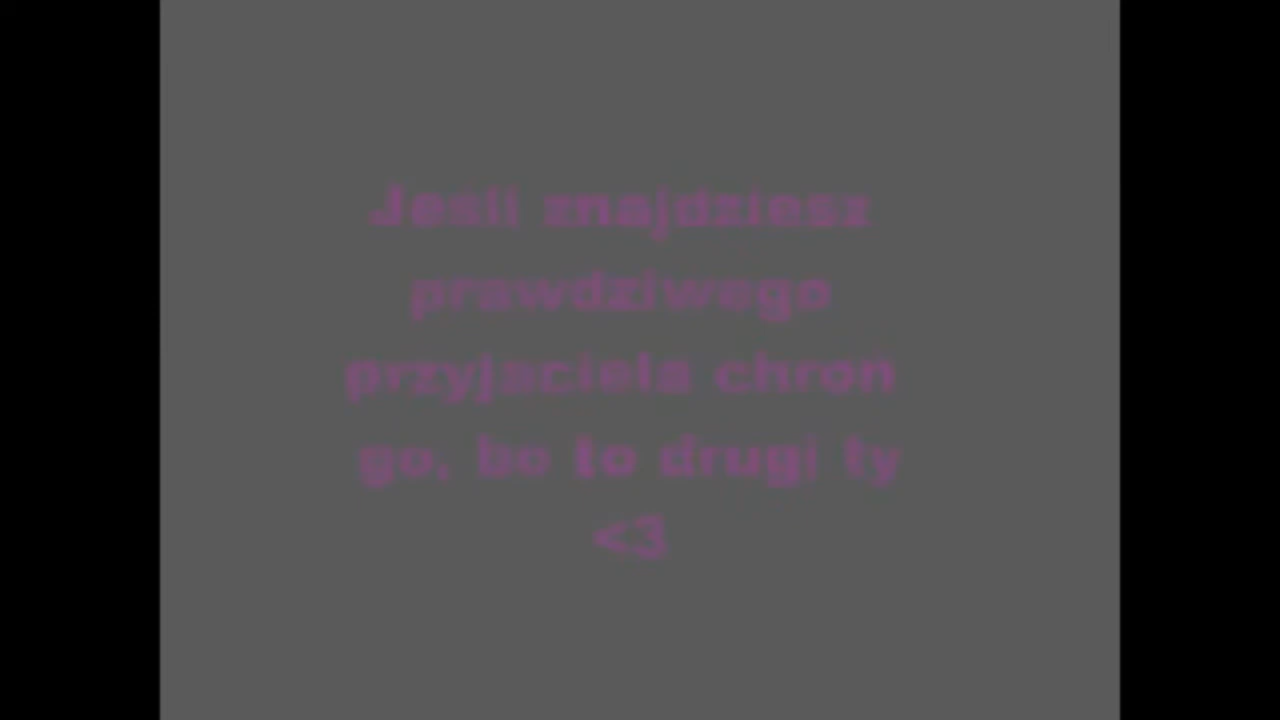 Jeśli znajdziesz
prawdziwego
przyjaciela chroń
go, bo to drugi ty
<3